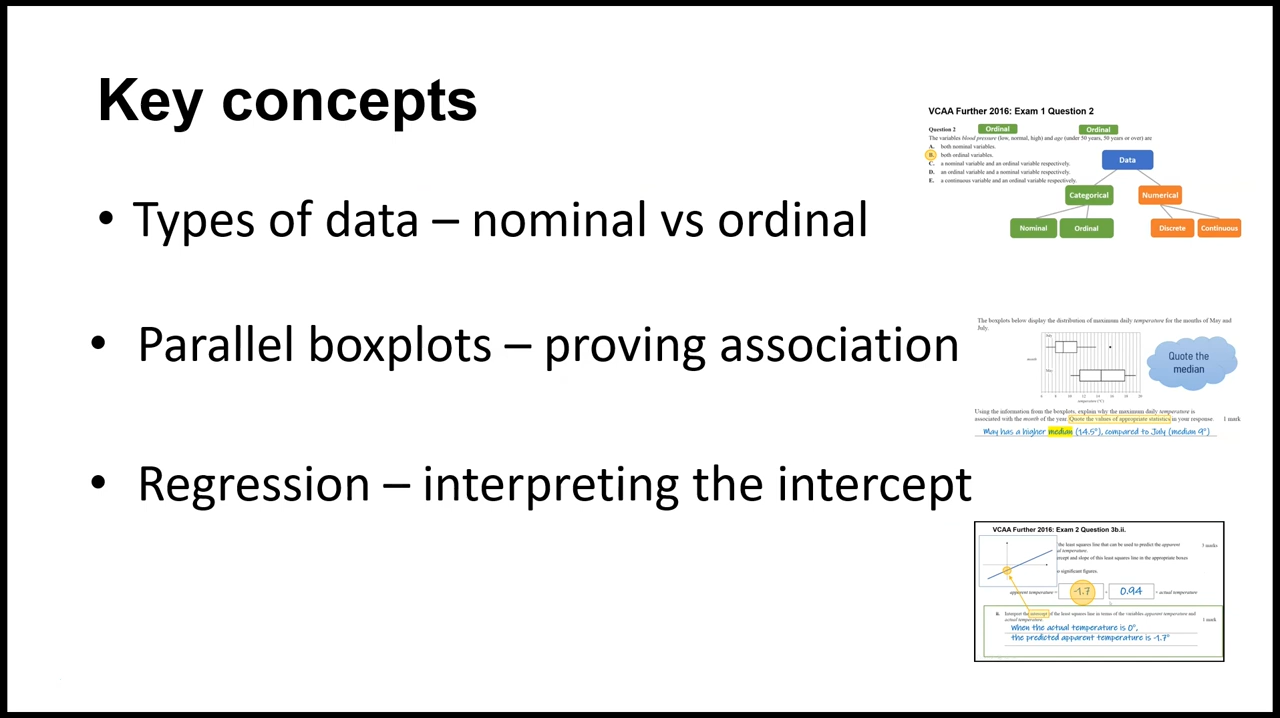 Key concepts
• Types of data – nominal vs ordinal
• Parallel boxplots – proving association
• Regression – interpreting the intercept
VCAA Further 2016: Exam 1 Question 2
Question 2
Ordinal Ordinal
The variables blood pressure (low, normal, high) and age (under 50 years, 50 years or over) are
A. both nominal variables.
B. both ordinal variables.
C. a nominal variable and an ordinal variable respectively.
D. an ordinal variable and a nominal variable respectively.
E. a continuous variable and an ordinal variable respectively.
Data
Categorical Numerical
Nominal Ordinal Discrete Continuous
The boxplots below display the distribution of maximum daily temperature for the months of May and
July.
July
month
May
temperature (°C)
Quote the
median
Using the information from the boxplots, explain why the maximum daily temperature is
associated with the month of the year. Quote the values of appropriate statistics in your response. 1 mark
May has a higher median (14.5°), compared to July (median 9°)
VCAA Further 2016: Exam 2 Question 3b.ii.
the least squares line that can be used to predict the apparent 3 marks
al temperature.
ercept and slope of this least squares line in the appropriate boxes
significant figures.
apparent temperature = -1.7 + 0.94 × actual temperature
ii. Interpret the intercept of the least squares line in terms of the variables apparent temperature and
actual temperature. 1 mark
When the actual temperature is 0°,
the predicted apparent temperature is -1.7°